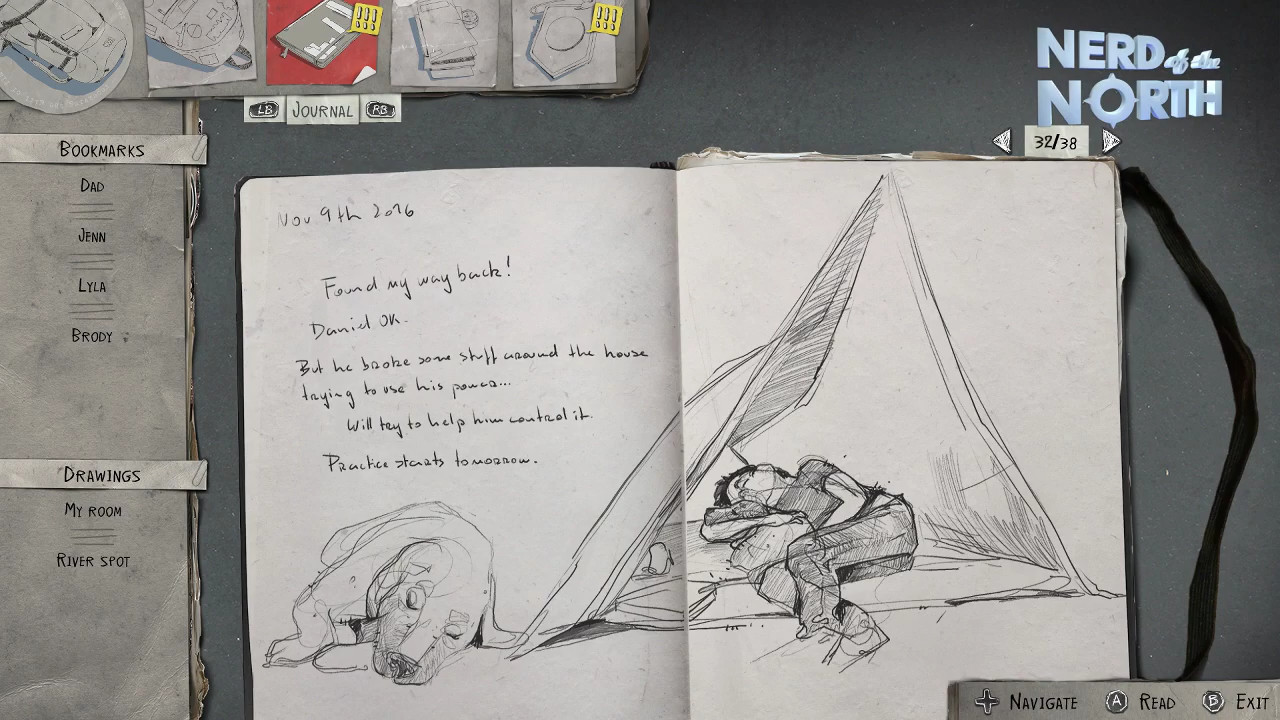 NERD of the
NORTH
LB JOURNAL RB
32/38
BOOKMARKS
DAD
JENN
LYLA
BRODY
DRAWINGS
MY ROOM
RIVER SPOT
Nov 9th 2016
Found my way back!
Daniel OK.
But he broke some stuff around the house
trying to use his power...
Will try to help him control it.
Practice starts tomorrow.
NAVIGATE A READ B EXIT